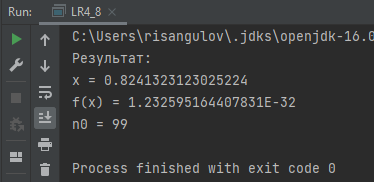 Run: LR4_8
C:\Users\risangulov\.jdks\openjdk-16.0
Результат:
x = 0.8241323123025224
f(x) = 1.232595164407831E-32
n0 = 99
Process finished with exit code 0